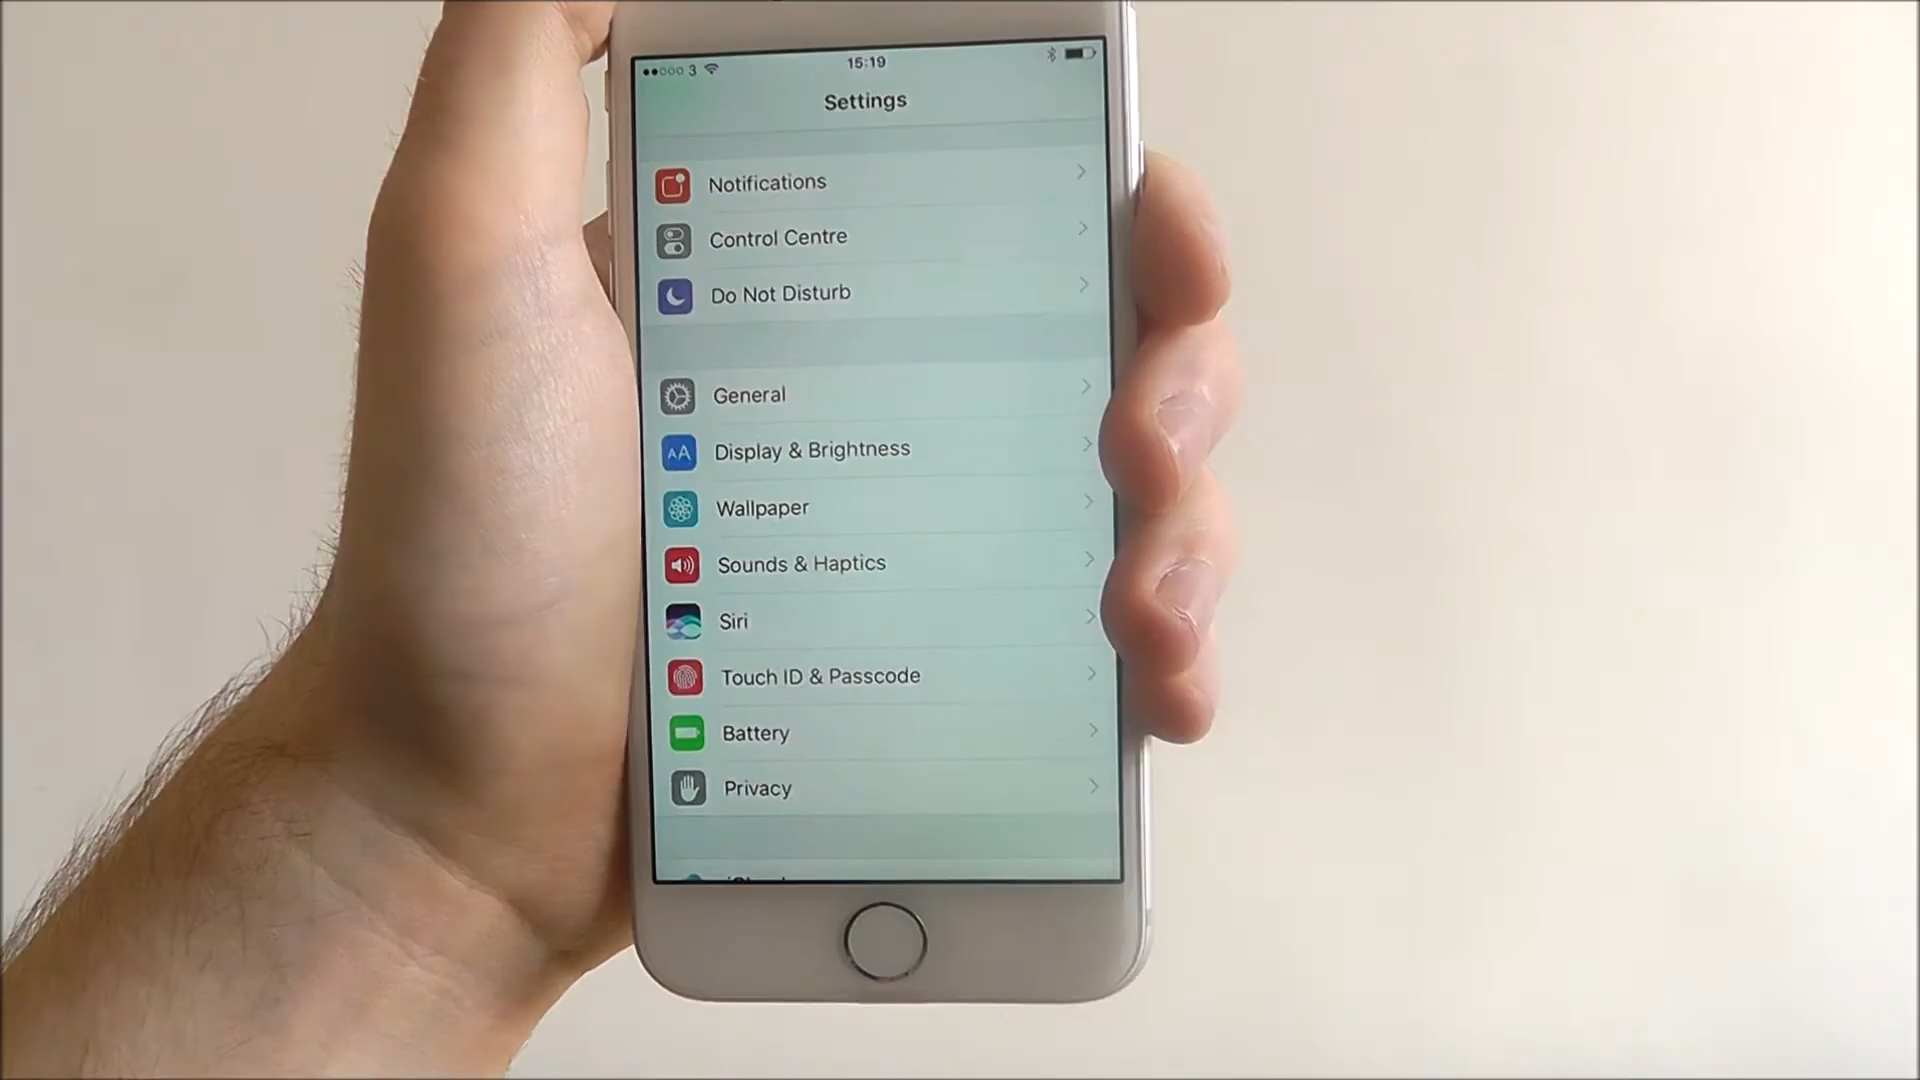 3 15:19
Settings
Notifications
Control Centre
Do Not Disturb
General
AA Display & Brightness
Wallpaper
Sounds & Haptics
Siri
Touch ID & Passcode
Battery
Privacy